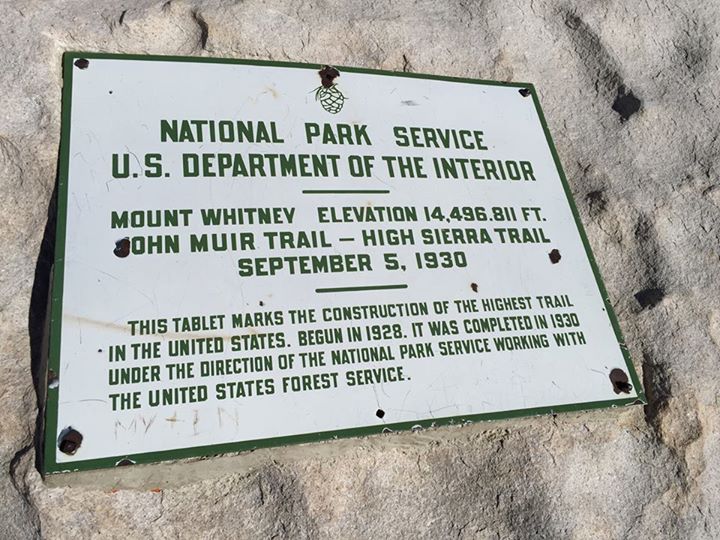 NATIONAL PARK SERVICE
U.S. DEPARTMENT OF THE INTERIOR
MOUNT WHITNEY ELEVATION 14,496.811 FT.
JOHN MUIR TRAIL – HIGH SIERRA TRAIL
SEPTEMBER 5, 1930
THIS TABLET MARKS THE CONSTRUCTION OF THE HIGHEST TRAIL
IN THE UNITED STATES. BEGUN IN 1928. IT WAS COMPLETED IN 1930
UNDER THE DIRECTION OF THE NATIONAL PARK SERVICE WORKING WITH
THE UNITED STATES FOREST SERVICE.